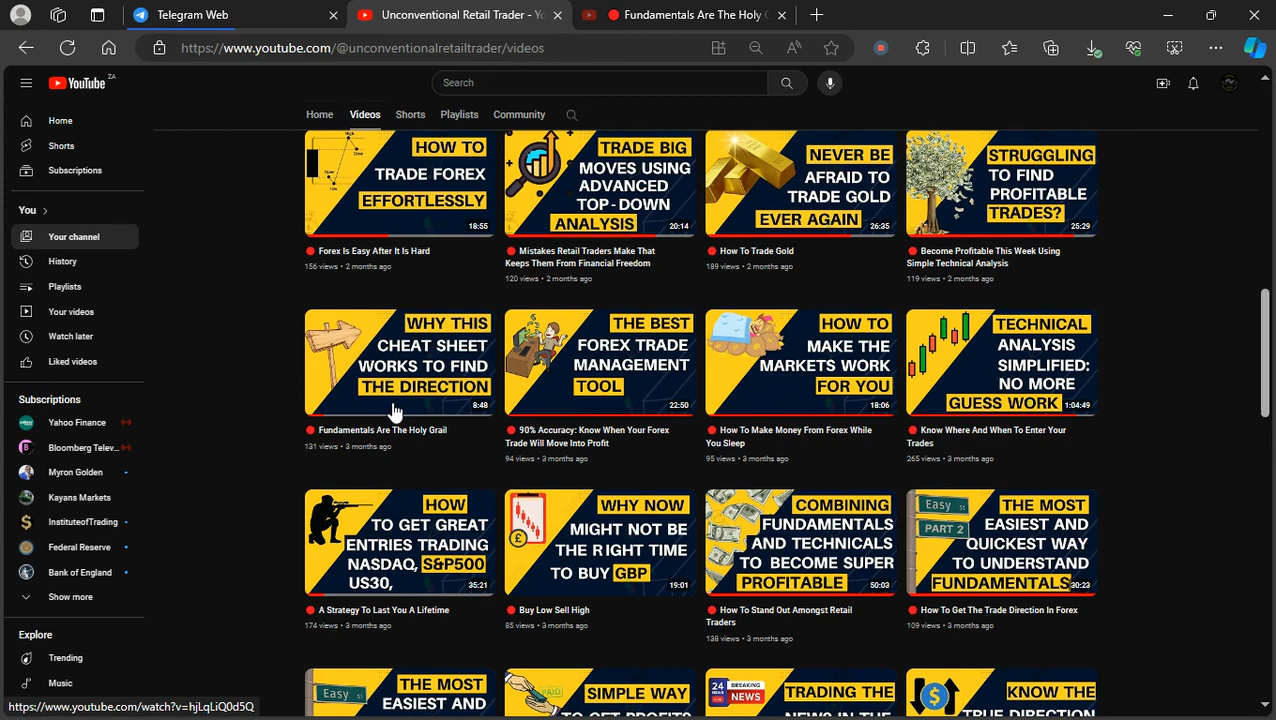 Telegram Web
Unconventional Retail Trader - Yo
Fundamentals Are The Holy G
https://www.youtube.com/@unconventionalretailtrader/videos
YouTube ZA
Search
Home
Videos
Shorts
Playlists
Community
Home
Shorts
Subscriptions
You
Your channel
History
Playlists
Your videos
Watch later
Liked videos
Subscriptions
Yahoo Finance
Bloomberg Telev...
Myron Golden
Kayans Markets
InstituteofTrading
Federal Reserve
Bank of England
Show more
Explore
Trending
Music
HOW TO
TRADE FOREX
EFFORTLESSLY
18:55
Forex Is Easy After It Is Hard
156 views • 2 months ago
TRADE BIG
MOVES USING
ADVANCED
TOP-DOWN
ANALYSIS
20:14
Mistakes Retail Traders Make That
Keeps Them From Financial Freedom
120 views • 2 months ago
NEVER BE
AFRAID TO
TRADE GOLD
EVER AGAIN
26:35
How To Trade Gold
189 views • 2 months ago
STRUGGLING
TO FIND
PROFITABLE
TRADES?
25:29
Become Profitable This Week Using
Simple Technical Analysis
119 views • 2 months ago
WHY THIS
CHEAT SHEET
WORKS TO FIND
THE DIRECTION
8:48
Fundamentals Are The Holy Grail
131 views • 3 months ago
THE BEST
FOREX TRADE
MANAGEMENT
TOOL
22:50
90% Accuracy: Know When Your Forex
Trade Will Move Into Profit
94 views • 3 months ago
HOW TO
MAKE THE
MARKETS WORK
FOR YOU
18:06
How To Make Money From Forex While
You Sleep
95 views • 3 months ago
TECHNICAL
ANALYSIS
SIMPLIFIED:
NO MORE
GUESS WORK
1:04:49
Know Where And When To Enter Your
Trades
265 views • 3 months ago
HOW
TO GET GREAT
ENTRIES TRADING
NASDAQ, S&P500
US30,
35:21
A Strategy To Last You A Lifetime
174 views • 3 months ago
WHY NOW
MIGHT NOT BE
THE RIGHT TIME
TO BUY GBP
19:01
Buy Low Sell High
85 views • 3 months ago
COMBINING
FUNDAMENTALS
AND TECHNICALS
TO BECOME SUPER
PROFITABLE
50:03
How To Stand Out Amongst Retail
Traders
138 views • 3 months ago
Easy ST
PART 2
THE MOST
EASIEST AND
QUICKEST WAY
TO UNDERSTAND
FUNDAMENTALS
30:23
How To Get The Trade Direction In Forex
109 views • 3 months ago
Easy
THE MOST
EASIEST AND
PAID
SIMPLE WAY
TO GET PROFITS
24 BREAKING
NEWS
TRADING THE
NEWS IN THE
KNOW THE
TRUE DIRECTION
https://www.youtube.com/watch?v=hjLqLiQ0d5Q